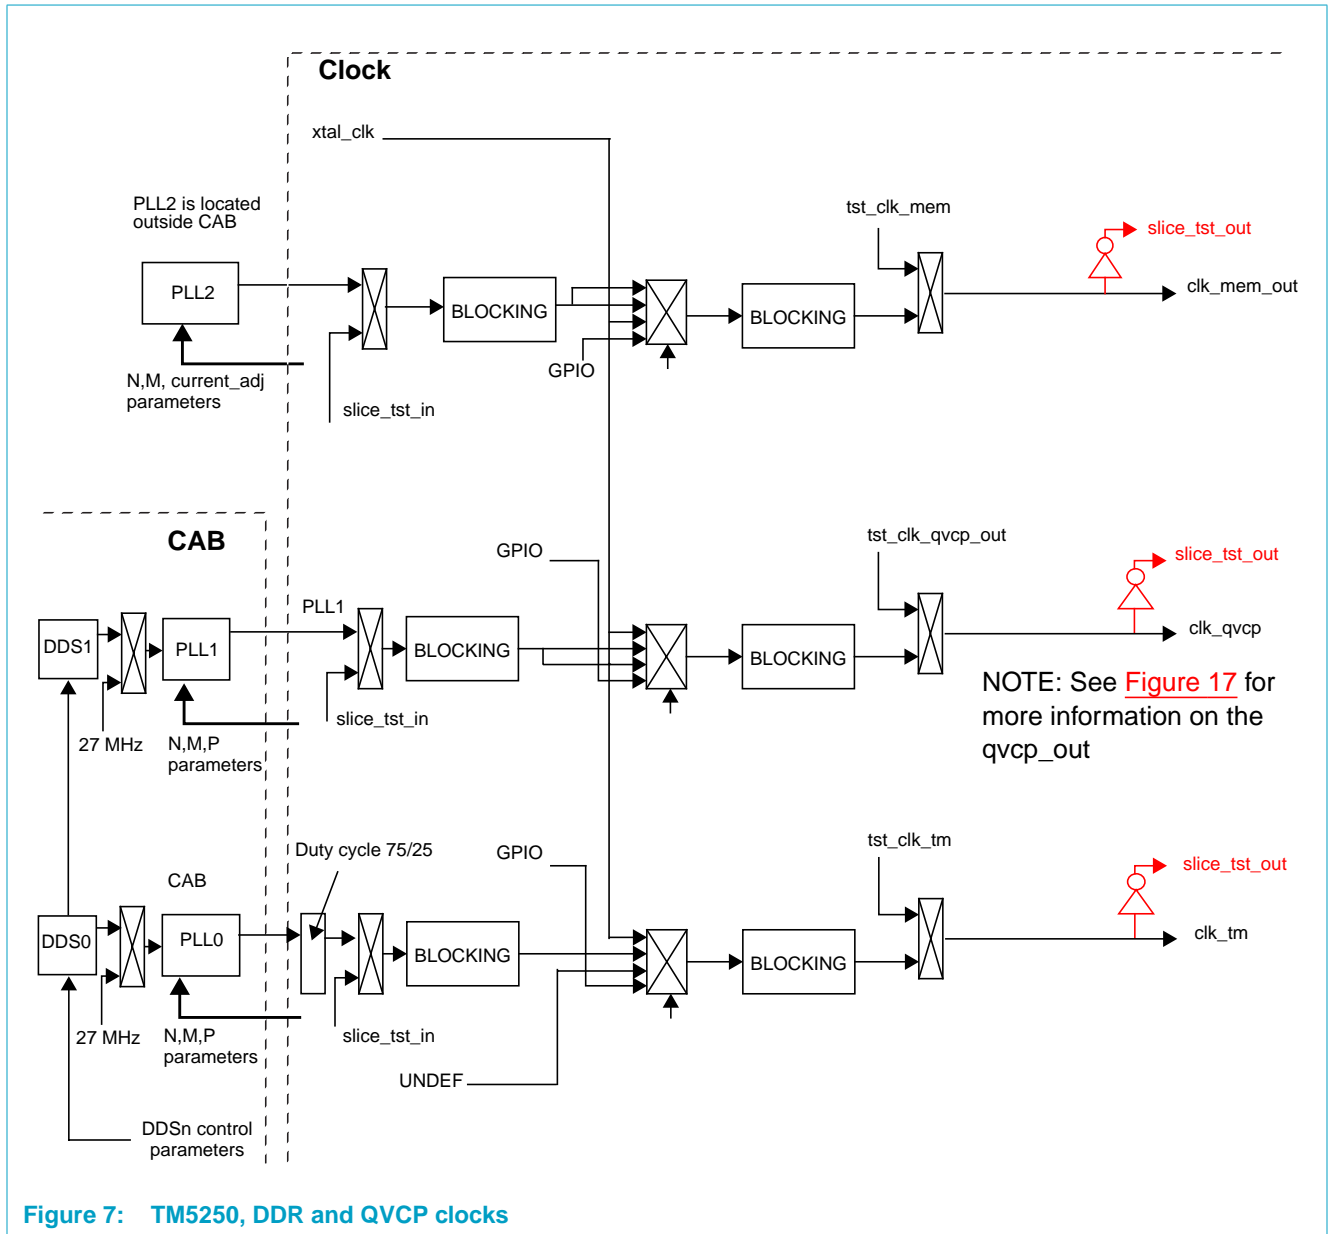 Clock
xtal_clk
PLL2 is located
outside CAB
tst_clk_mem
slice_tst_out
PLL2
BLOCKING
BLOCKING
clk_mem_out
GPIO
N,M, current_adj
parameters
slice_tst_in
CAB
GPIO
tst_clk_qvcp_out
slice_tst_out
PLL1
DDS1
PLL1
BLOCKING
BLOCKING
clk_qvcp
NOTE: See Figure 17 for
more information on the
qvcp_out
slice_tst_in
27 MHz
N,M,P
parameters
Duty cycle 75/25
GPIO
tst_clk_tm
slice_tst_out
CAB
DDS0
PLL0
BLOCKING
BLOCKING
clk_tm
27 MHz
N,M,P
parameters
slice_tst_in
UNDEF
DDSn control
parameters
Figure 7: TM5250, DDR and QVCP clocks